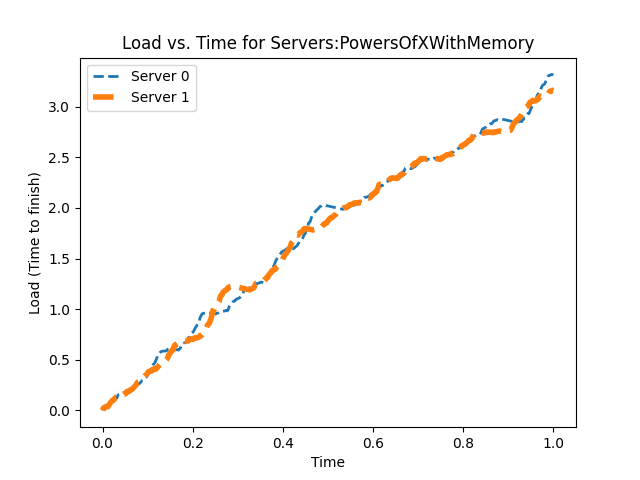 Load vs. Time for Servers:PowersOfXWithMemory
Server 0
Server 1
Load (Time to finish)
3.0
2.5
2.0
1.5
1.0
0.5
0.0
0.0 0.2 0.4 0.6 0.8 1.0
Time